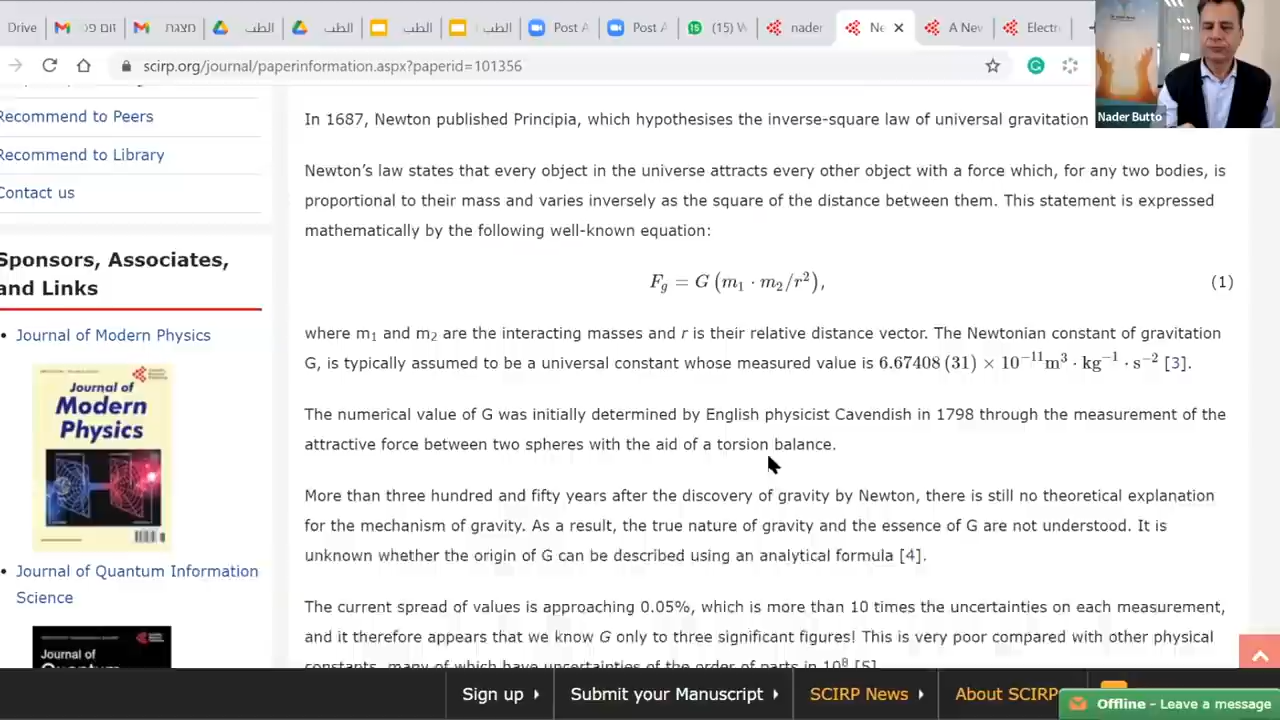 Drive
זום פ
מצגרת
الطب
الطب
الطب
الطب
Post A
Post A
(15) W
nader
Ne
A Nev
Electr
scirp.org/journal/paperinformation.aspx?paperid=101356
Nader Butto
Recommend to Peers
Recommend to Library
Contact us
Sponsors, Associates,
and Links
• Journal of Modern Physics
Journal of
Modern
Physics
• Journal of Quantum Information
Science
Journal of
In 1687, Newton published Principia, which hypothesises the inverse-square law of universal gravitation
Newton's law states that every object in the universe attracts every other object with a force which, for any two bodies, is
proportional to their mass and varies inversely as the square of the distance between them. This statement is expressed
mathematically by the following well-known equation:
F_g = G (m_1 · m_2/r^2), (1)
where m_1 and m_2 are the interacting masses and r is their relative distance vector. The Newtonian constant of gravitation
G, is typically assumed to be a universal constant whose measured value is 6.67408 (31) × 10^−11 m^3 · kg^−1 · s^−2 [3].
The numerical value of G was initially determined by English physicist Cavendish in 1798 through the measurement of the
attractive force between two spheres with the aid of a torsion balance.
More than three hundred and fifty years after the discovery of gravity by Newton, there is still no theoretical explanation
for the mechanism of gravity. As a result, the true nature of gravity and the essence of G are not understood. It is
unknown whether the origin of G can be described using an analytical formula [4].
The current spread of values is approaching 0.05%, which is more than 10 times the uncertainties on each measurement,
and it therefore appears that we know G only to three significant figures! This is very poor compared with other physical
10^8 [5]
Sign up
Submit your Manuscript
SCIRP News
About SCIRP
Offline - Leave a message